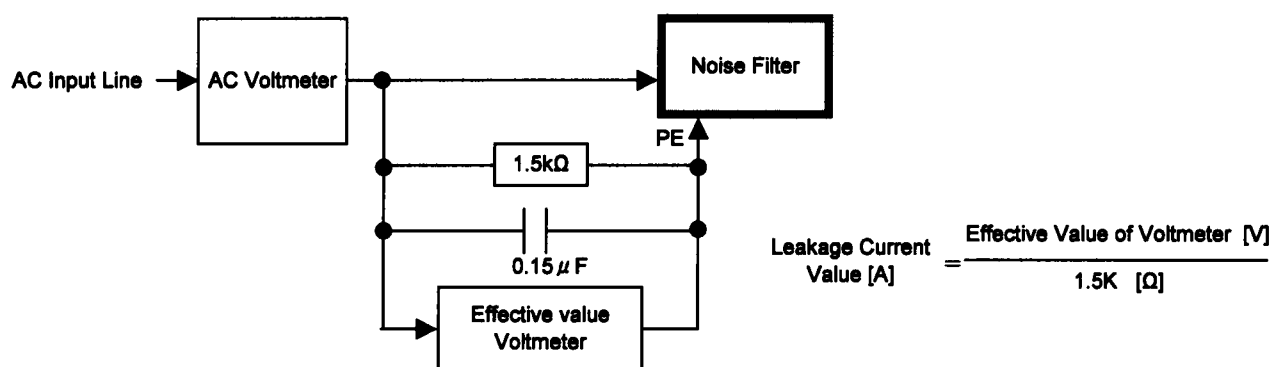 Noise Filter
AC Input Line
AC Voltmeter
PE
1.5kΩ
0.15 μ F
Effective value
Voltmeter
Leakage Current
Value [A]
=
Effective Value of Voltmeter [V]
1.5K [Ω]